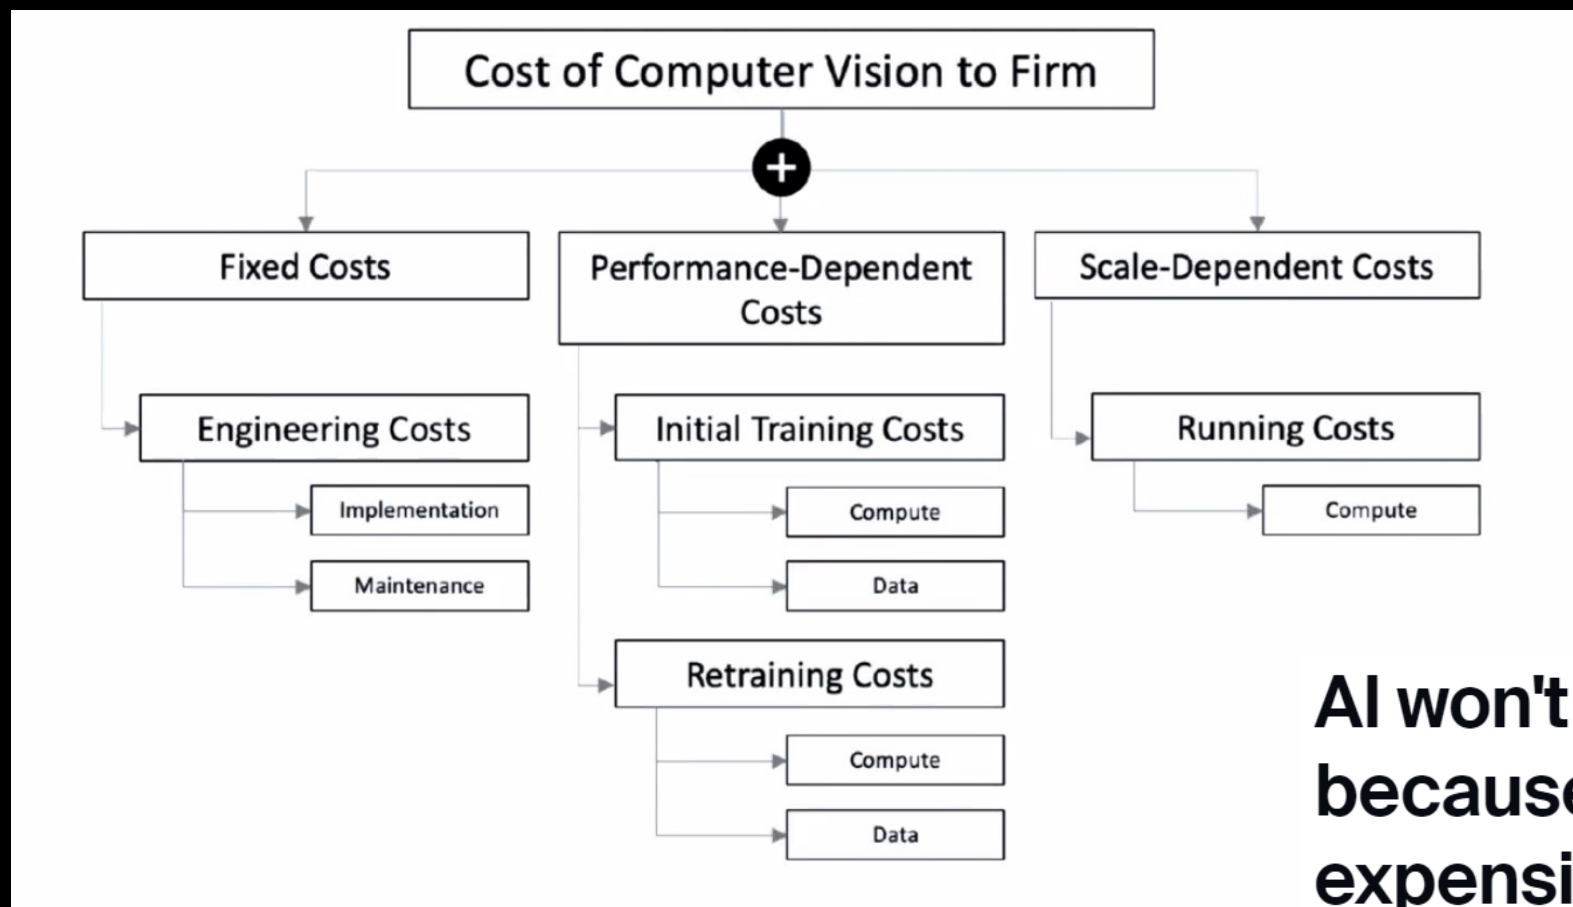 Cost of Computer Vision to Firm
+
Fixed Costs
Engineering Costs
Implementation
Maintenance
Performance-Dependent
Costs
Initial Training Costs
Compute
Data
Retraining Costs
Compute
Data
Scale-Dependent Costs
Running Costs
Compute
AI won't
because
expensi